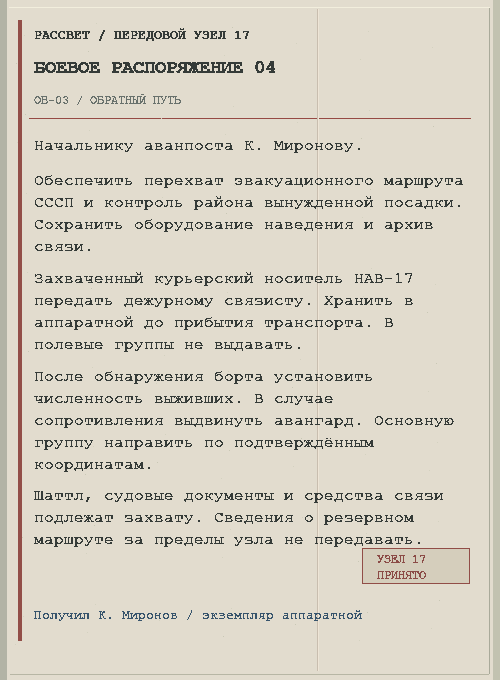 РАССВЕТ / ПЕРЕДОВОЙ УЗЕЛ 17
БОЕВОЕ РАСПОРЯЖЕНИЕ 04
ОВ-03 / ОБРАТНЫЙ ПУТЬ
Начальнику аванпоста К. Миронову.
Обеспечить перехват эвакуационного маршрута
СССП и контроль района вынужденной посадки.
Сохранить оборудование наведения и архив
связи.
Захваченный курьерский носитель НАВ-17
передать дежурному связисту. Хранить в
аппаратной до прибытия транспорта. В
полевые группы не выдавать.
После обнаружения борта установить
численность выживших. В случае
сопротивления выдвинуть авангард. Основную
группу направить по подтверждённым
координатам.
Шаттл, судовые документы и средства связи
подлежат захвату. Сведения о резервном
маршруте за пределы узла не передавать.
УЗЕЛ 17
ПРИНЯТО
Получил К. Миронов / экземпляр аппаратной